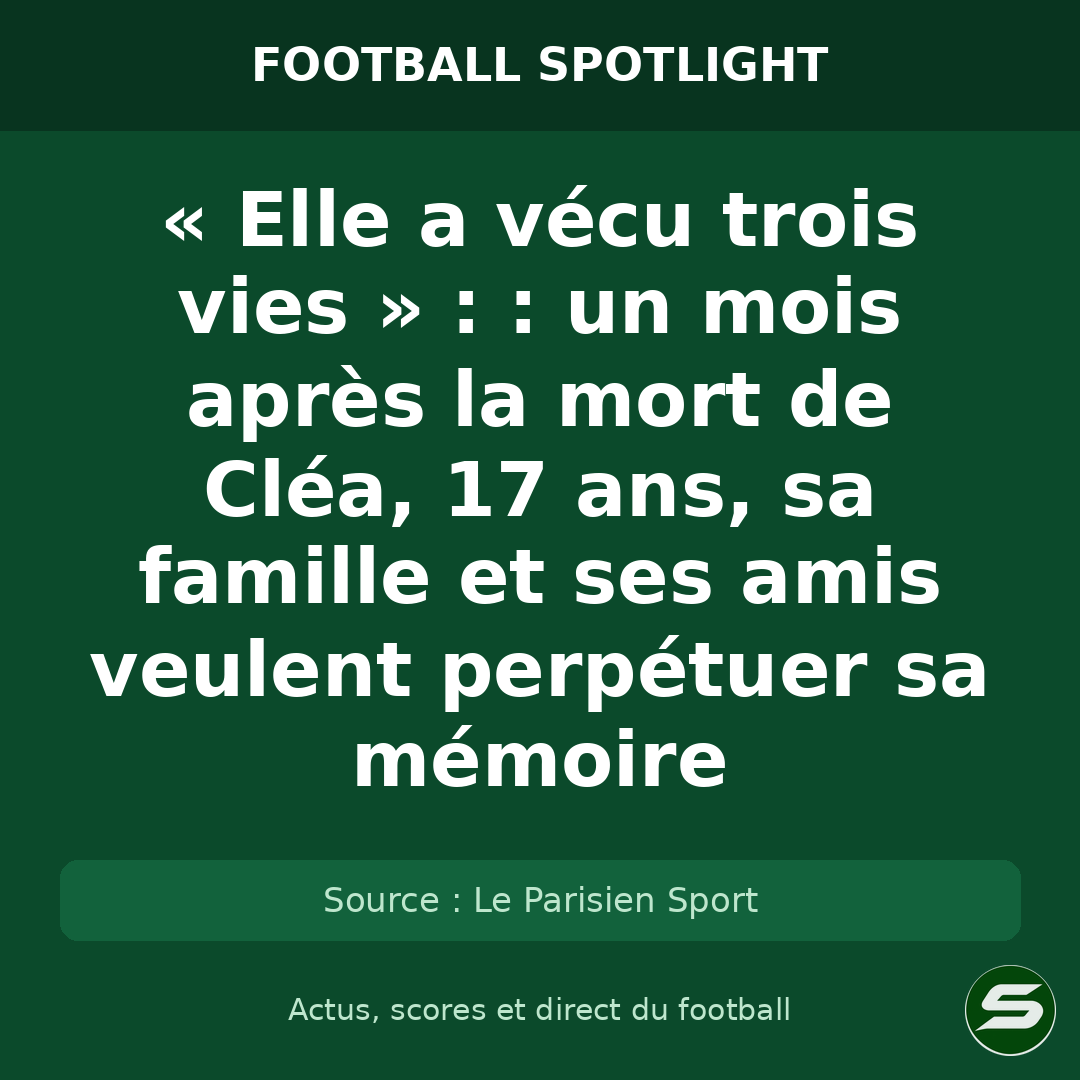 FOOTBALL SPOTLIGHT
« Elle a vécu trois
vies » : : un mois
après la mort de
Cléa, 17 ans, sa
famille et ses amis
veulent perpétuer sa
mémoire
Source : Le Parisien Sport
Actus, scores et direct du football
S